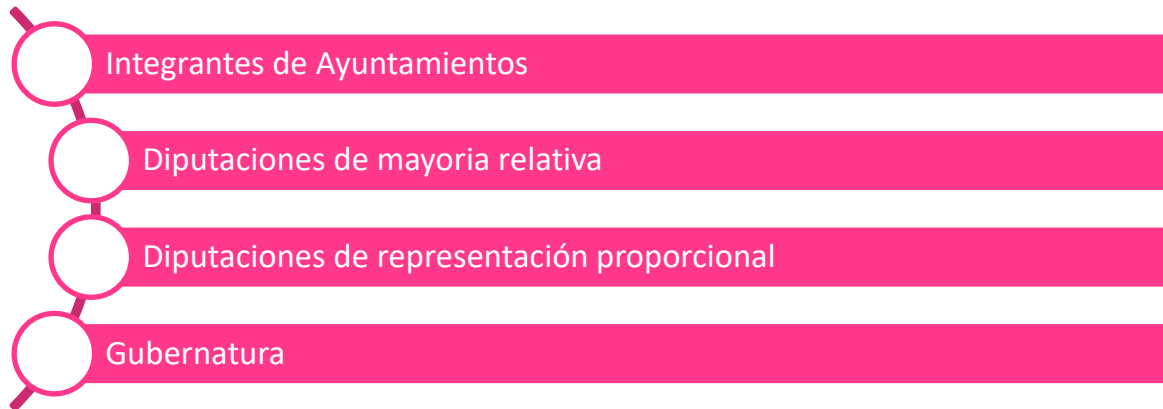 Integrantes de Ayuntamientos
Diputaciones de mayoria relativa
Diputaciones de representación proporcional
Gubernatura